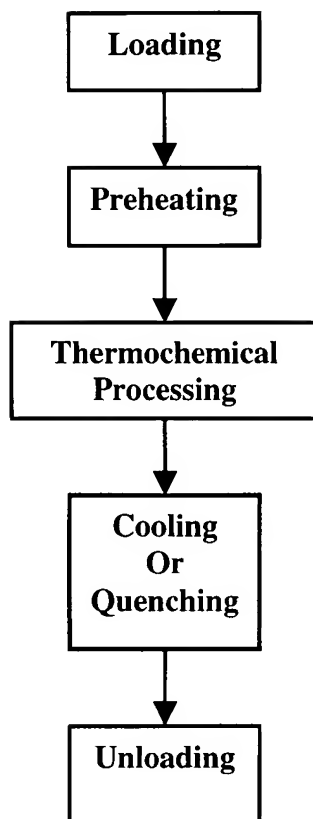 Loading
Preheating
Thermochemical
Processing
Cooling
Or
Quenching
Unloading